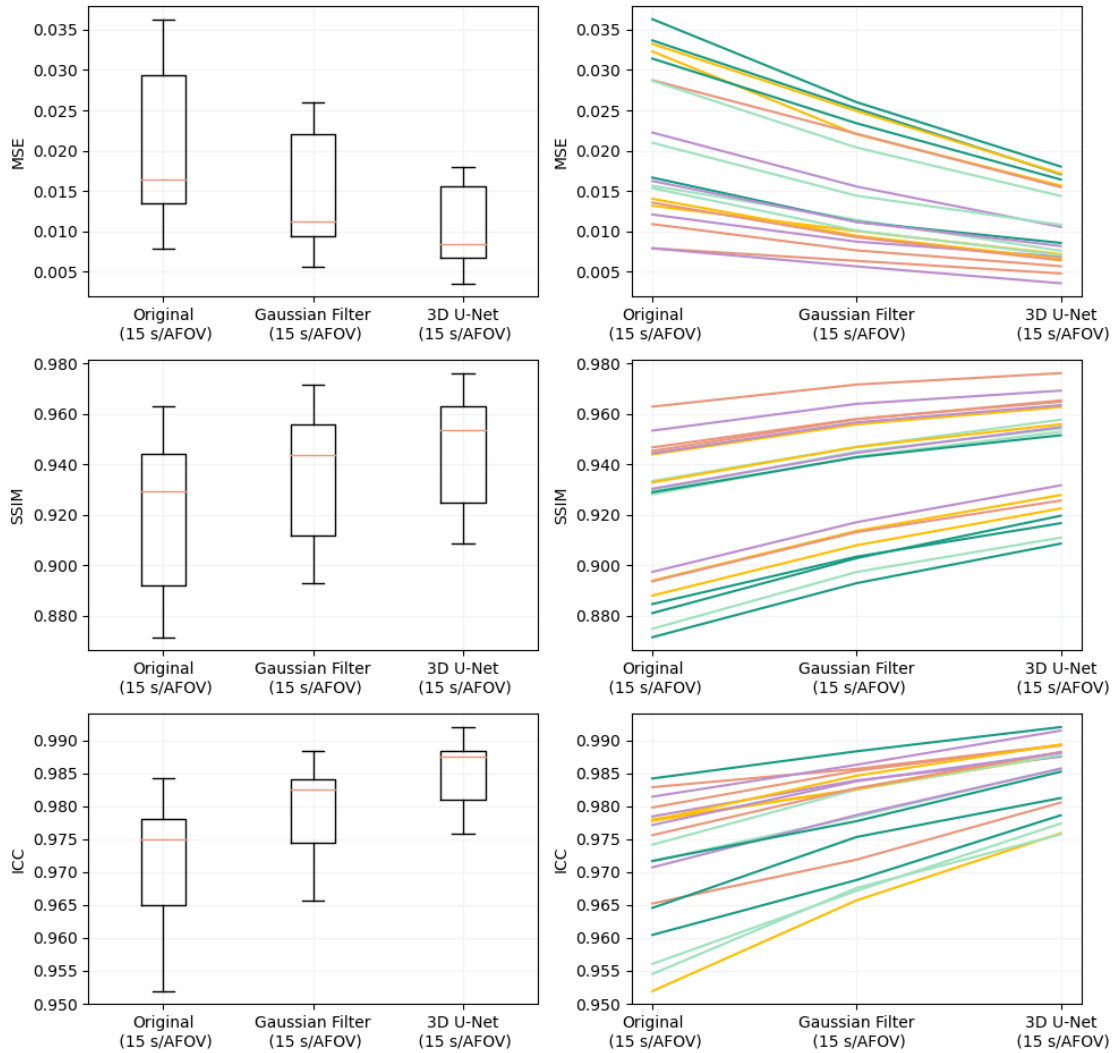 MSE
0.035
0.030
0.025
0.020
0.015
0.010
0.005
Original
(15 s/AFOV)
Gaussian Filter
(15 s/AFOV)
3D U-Net
(15 s/AFOV)
0.035
0.030
0.025
0.020
0.015
0.010
0.005
MSE
Original
(15 s/AFOV)
Gaussian Filter
(15 s/AFOV)
3D U-Net
(15 s/AFOV)
SSIM
0.980
0.960
0.940
0.920
0.900
0.880
Original
(15 s/AFOV)
Gaussian Filter
(15 s/AFOV)
3D U-Net
(15 s/AFOV)
SSIM
0.980
0.960
0.940
0.920
0.900
0.880
Original
(15 s/AFOV)
Gaussian Filter
(15 s/AFOV)
3D U-Net
(15 s/AFOV)
ICC
0.990
0.985
0.980
0.975
0.970
0.965
0.960
0.955
0.950
Original
(15 s/AFOV)
Gaussian Filter
(15 s/AFOV)
3D U-Net
(15 s/AFOV)
ICC
0.990
0.985
0.980
0.975
0.970
0.965
0.960
0.955
0.950
Original
(15 s/AFOV)
Gaussian Filter
(15 s/AFOV)
3D U-Net
(15 s/AFOV)